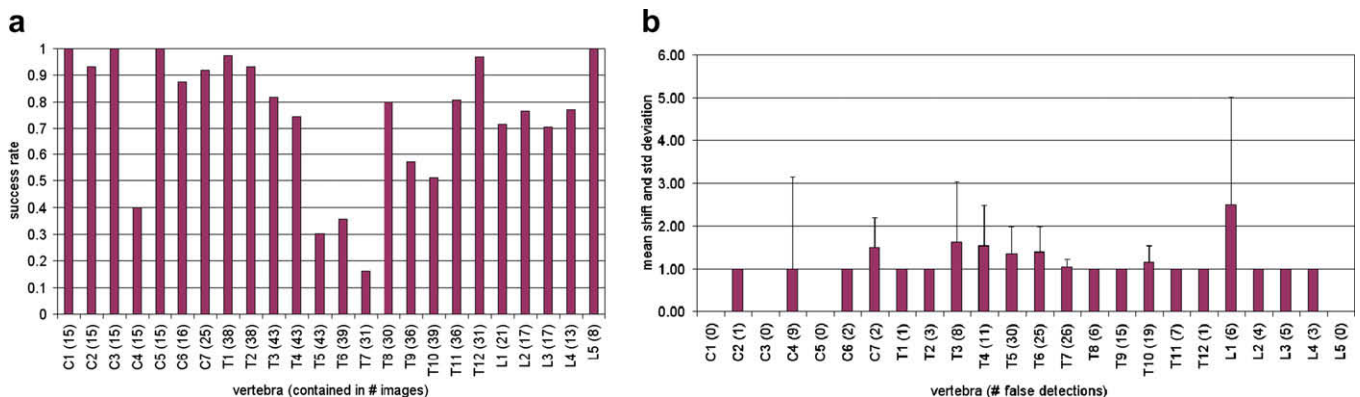 a
success rate
1
0.9
0.8
0.7
0.6
0.5
0.4
0.3
0.2
0.1
0
C1 (15)
C2 (15)
C3 (15)
C4 (15)
C5 (15)
C6 (16)
C7 (25)
T1 (38)
T2 (38)
T3 (43)
T4 (43)
T5 (43)
T6 (39)
T7 (31)
T8 (30)
T9 (36)
T10 (39)
T11 (36)
T12 (31)
L1 (21)
L2 (17)
L3 (17)
L4 (13)
L5 (8)
vertebra (contained in # images)
b
mean shift and std deviation
6.00
5.00
4.00
3.00
2.00
1.00
0.00
C1 (0)
C2 (1)
C3 (0)
C4 (9)
C5 (0)
C6 (2)
C7 (2)
T1 (1)
T2 (3)
T3 (8)
T4 (11)
T5 (30)
T6 (25)
T7 (26)
T8 (6)
T9 (15)
T10 (19)
T11 (7)
T12 (1)
L1 (6)
L2 (4)
L3 (5)
L4 (3)
L5 (0)
vertebra (# false detections)